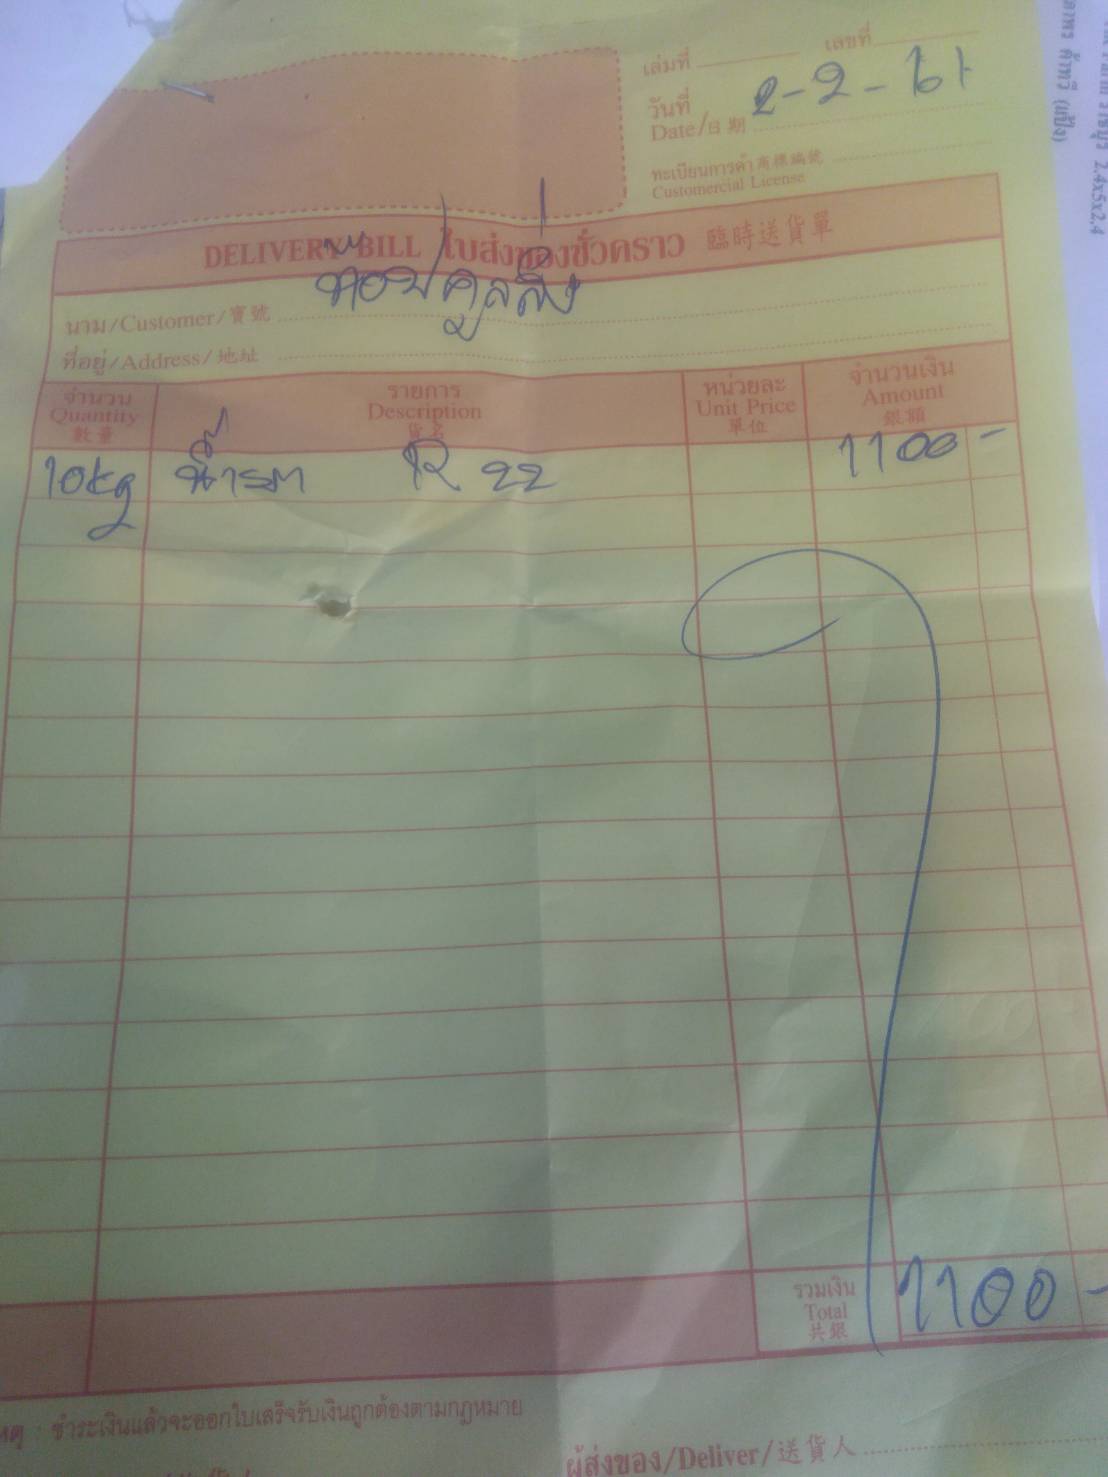 เล่มที่ เลขที่
วันที่
Date/日期 2-2-61
ทะเบียนการค้า 商標編號
Customercial License
DELIVERY BILL ใบส่งของชั่วคราว 臨時送貨單
นาม/Customer/寶號 ท๊อป คูลลิ่ง
ที่อยู่/Address/地址
จำนวน รายการ หน่วยละ จำนวนเงิน
Quantity Description Unit Price Amount
數量 貨名 單位 銀額
10kg น้ำยา R 22 1100 -
รวมเงิน
Total 1100 -
共銀
ชำระเงินแล้วจะออกใบเสร็จรับเงินถูกต้องตามกฎหมาย
ผู้ส่งของ/Deliver/送貨人